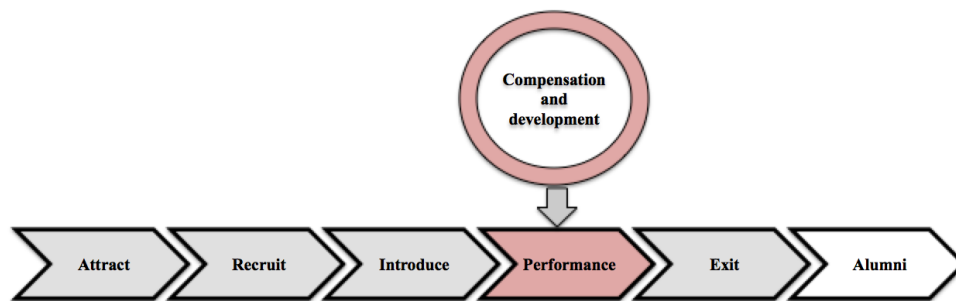 Compensation
and
development
Attract
Recruit
Introduce
Performance
Exit
Alumni